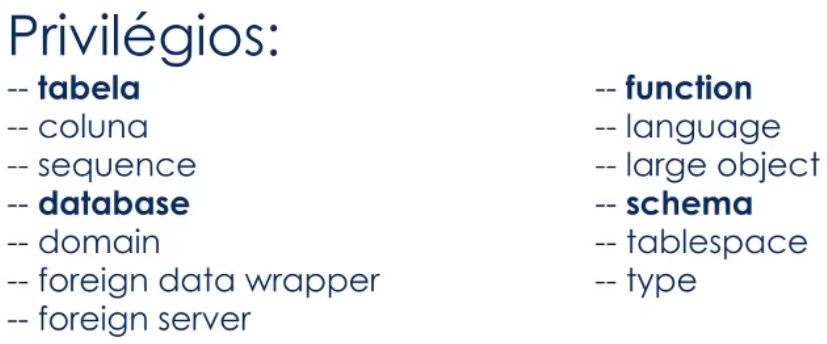 Privilégios:
-- tabela
-- coluna
-- sequence
-- database
-- domain
-- foreign data wrapper
-- foreign server
-- function
-- language
-- large object
-- schema
-- tablespace
-- type